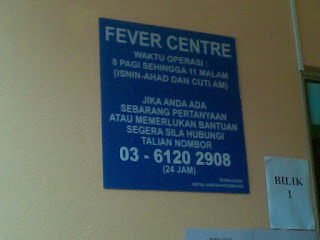 FEVER CENTRE
WAKTU OPERASI :
8 PAGI SEHINGGA 11 MALAM
(ISNIN-AHAD DAN CUTI AM)
JIKA ANDA ADA
SEBARANG PERTANYAAN
ATAU MEMERLUKAN BANTUAN
SEGERA SILA HUBUNGI
TALIAN NOMBOR
03 - 6120 2908
(24 JAM)
BILIK
1